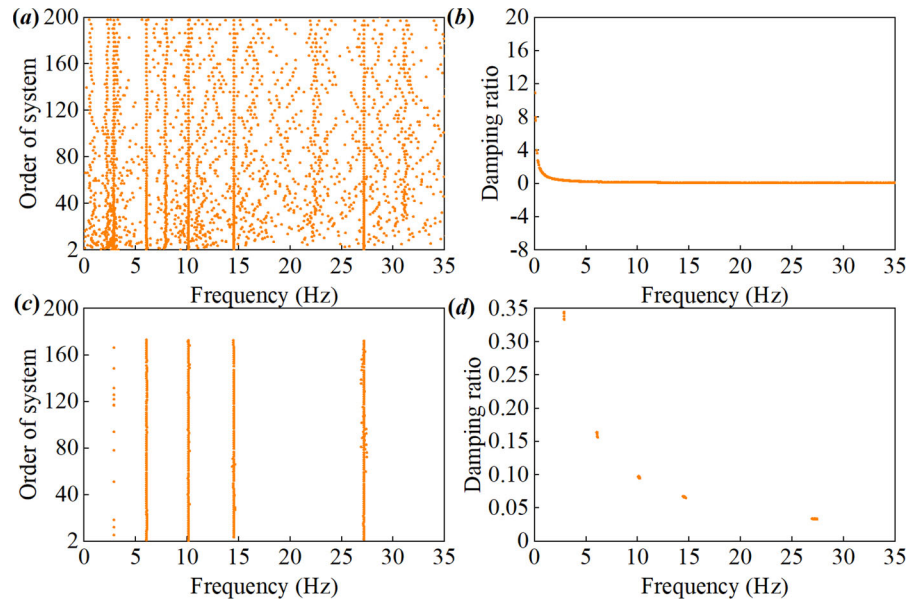 (a)
200
160
120
80
40
2
Order of system
0 5 10 15 20 25 30 35
Frequency (Hz)
(b)
20
16
12
8
4
0
-4
-8
Damping ratio
0 5 10 15 20 25 30 35
Frequency (Hz)
(c)
200
160
120
80
40
2
Order of system
0 5 10 15 20 25 30 35
Frequency (Hz)
(d)
0.35
0.30
0.25
0.20
0.15
0.10
0.05
0
Damping ratio
0 5 10 15 20 25 30 35
Frequency (Hz)